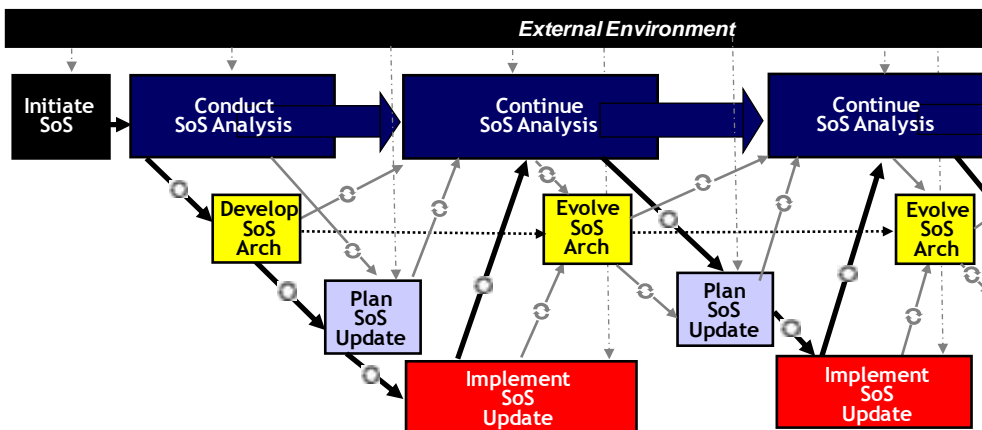 External Environment
Initiate
SoS
Conduct
SoS Analysis
Continue
SoS Analysis
Continue
SoS Analysis
Develop
SoS
Arch
Evolve
SoS
Arch
Evolve
SoS
Arch
Plan
SoS
Update
Plan
SoS
Update
Implement
SoS
Update
Implement
SoS
Update